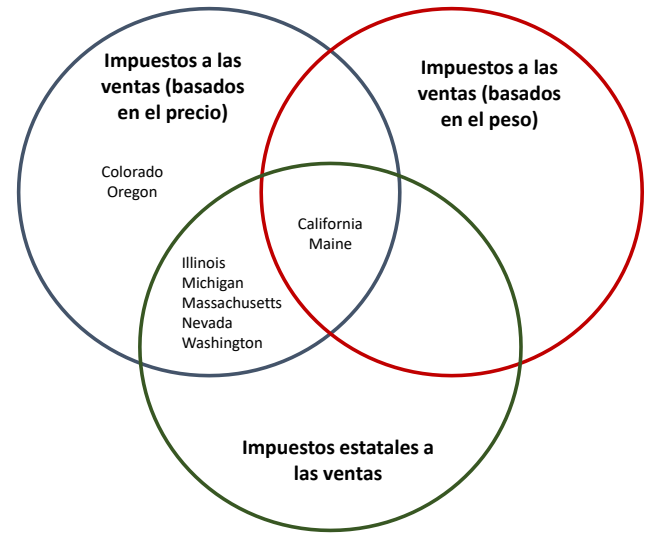 Impuestos a las
ventas (basados
en el precio)
Impuestos a las
ventas (basados
en el peso)
Colorado
Oregon
California
Maine
Illinois
Michigan
Massachusetts
Nevada
Washington
Impuestos estatales a
las ventas